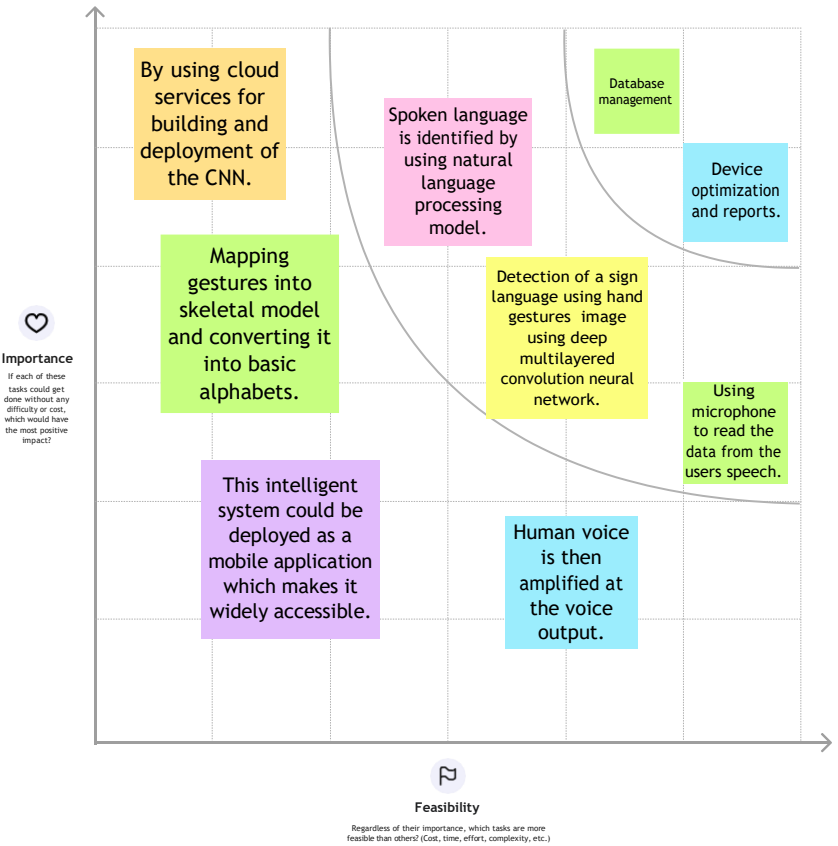 By using cloud
services for
building and
deployment of
the CNN.
Spoken language
is identified by
using natural
language
processing
model.
Database
management
Device
optimization
and reports.
Mapping
gestures into
skeletal model
and converting it
into basic
alphabets.
Detection of a sign
language using hand
gestures image
using deep
multilayered
convolution neural
network.
Importance
If each of these
tasks could get
done without any
difficulty or cost,
which would have
the most positive
impact?
Using
microphone
to read the
data from the
users speech.
This intelligent
system could be
deployed as a
mobile application
which makes it
widely accessible.
Human voice
is then
amplified at
the voice
output.
Feasibility
Regardless of their importance, which tasks are more
feasible than others? (Cost, time, effort, complexity, etc.)